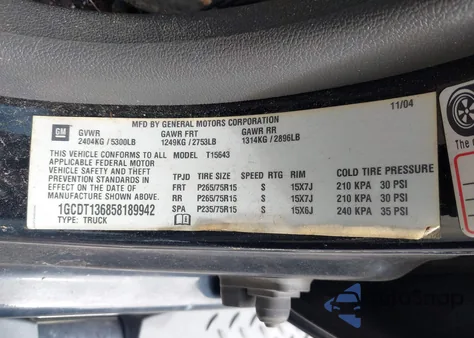 11/04
MFD BY GENERAL MOTORS CORPORATION
GM
GVWR GAWR FRT GAWR RR
2404KG/5300LB 1249KG/2753LB 1314KG/2896LB
THIS VEHICLE CONFORMS TO ALL MODEL T15643
APPLICABLE FEDERAL MOTOR
VEHICLE SAFETY, BUMPER, AND TPJD TIRE SIZE SPEED RTG RIM COLD TIRE PRESSURE
THEFT PREVENTION STANDARDS FRT P265/75R15 S 15X7J 210 KPA 30 PSI
IN EFFECT ON THE DATE OF RR P265/75R15 S 15X7J 210 KPA 30 PSI
MANUFACTURE SHOWN ABOVE. SPA P235/75R15 S 15X6J 240 KPA 35 PSI
1GCDT136858189942
TYPE: TRUCK